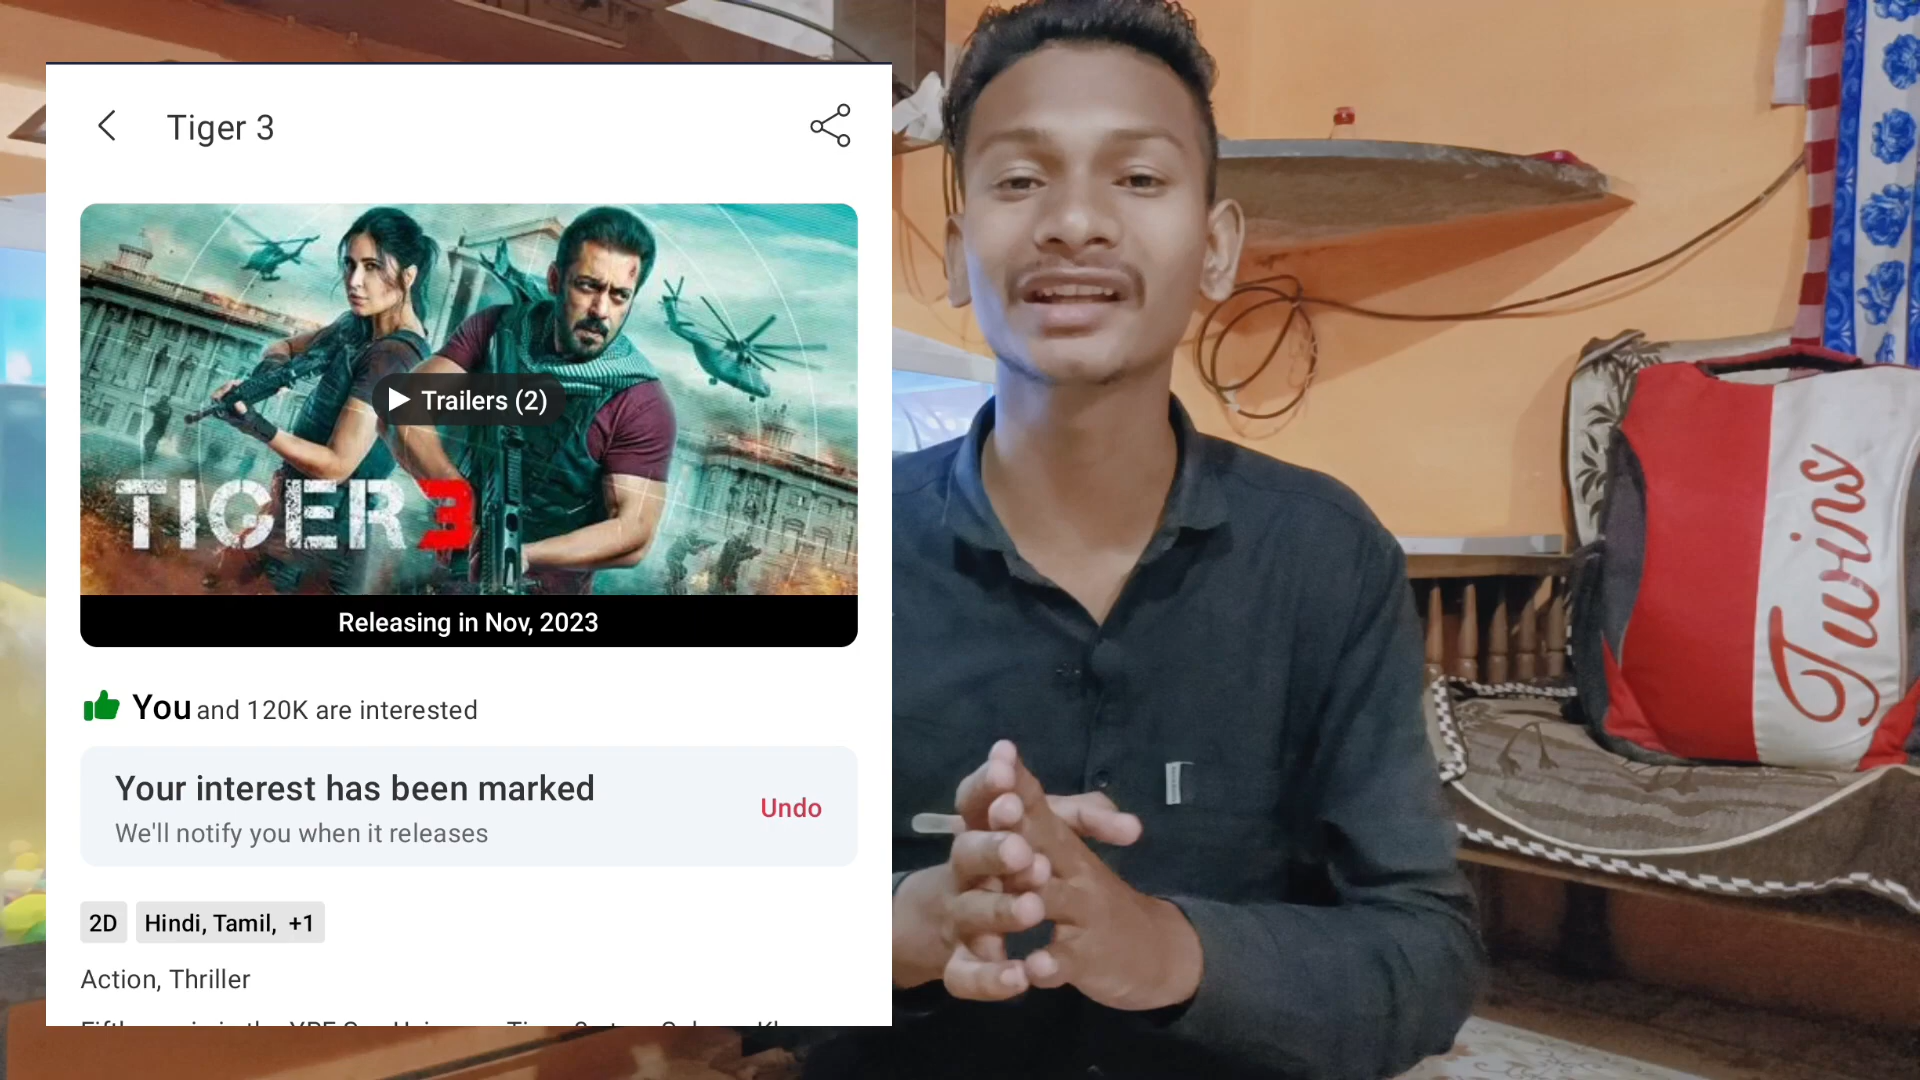 Tiger 3
Trailers (2)
TIGER 3
Releasing in Nov, 2023
You and 120K are interested
Your interest has been marked
Undo
We'll notify you when it releases
2D
Hindi, Tamil, +1
Action, Thriller
Twins